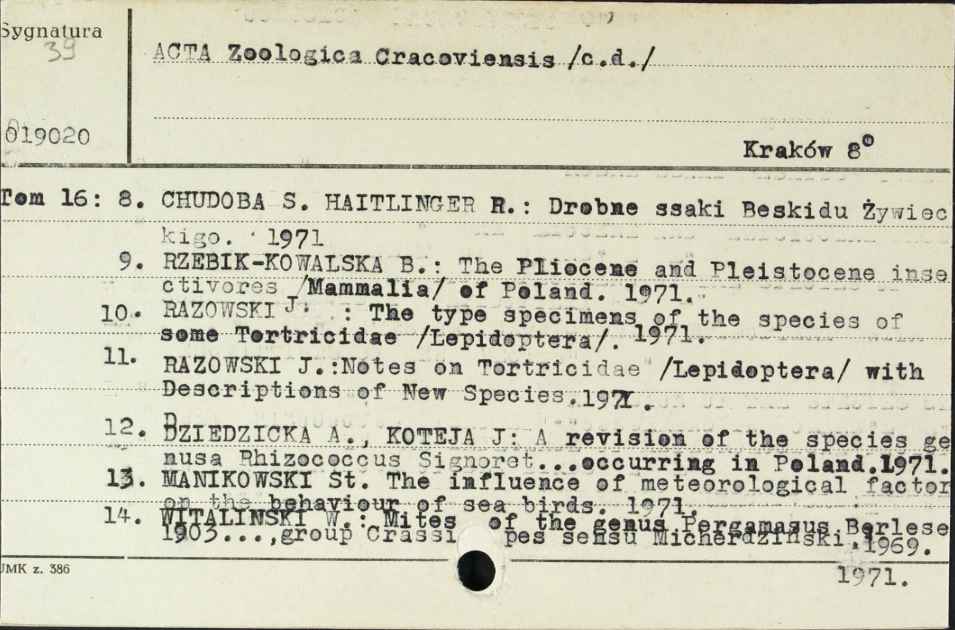 Sygnatura
39
ACTA Zoologica Cracoviensis /c.d./
019020
Kraków 8°
Tom 16: 8. CHUDOBA S. HAITLINGER R.: Drobne ssaki Beskidu Żywiec
kigo. 1971
9. RZEBIK-KOWALSKA B.: The Pliocene and Pleistocene inse
ctivores /Mammalia/ of Poland. 1971.
10. RAZOWSKI J. : The type specimens of the species of
some Tortricidae /Lepidoptera/. 1971.
11. RAZOWSKI J.:Notes on Tortricidae /Lepidoptera/ with
Descriptions of New Species.1971.
12. DZIEDZICKA A., KOTEJA J: A revision of the species ge
nusa Rhizococcus Signoret...occurring in Poland.1971.
13. MANIKOWSKI St. The influence of meteorological factor
on the behaviour of sea birds. 1971.
14. WITALINSKI W.: Mites of the genus Pergamasus Berlese
1903...,group Crassi pes sensu Micherdziński.1969.
1971.
JMK z. 386